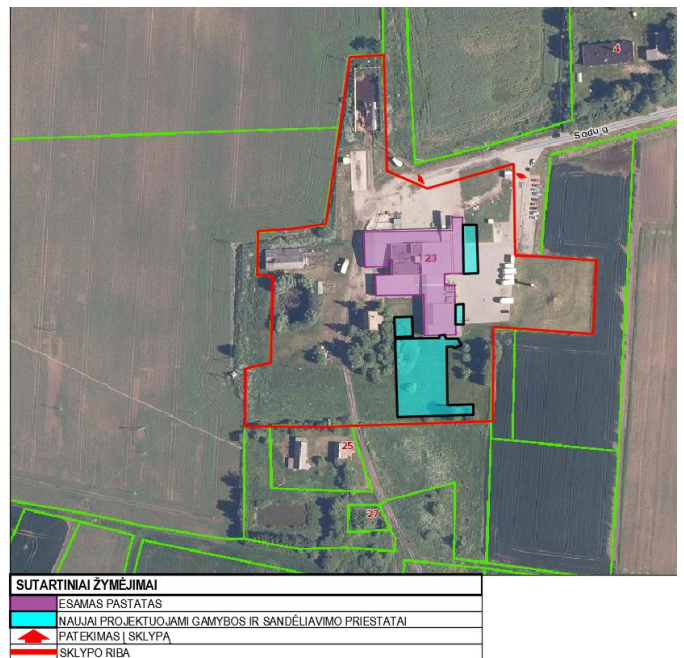 4
Sodų g.
23
25
27
SUTARTINIAI ŽYMĖJIMAI
ESAMAS PASTATAS
NAUJAI PROJEKTUOJAMI GAMYBOS IR SANDĖLIAVIMO PRIESTATAI
PATEKIMAS Į SKLYPĄ
SKLYPO RIBA